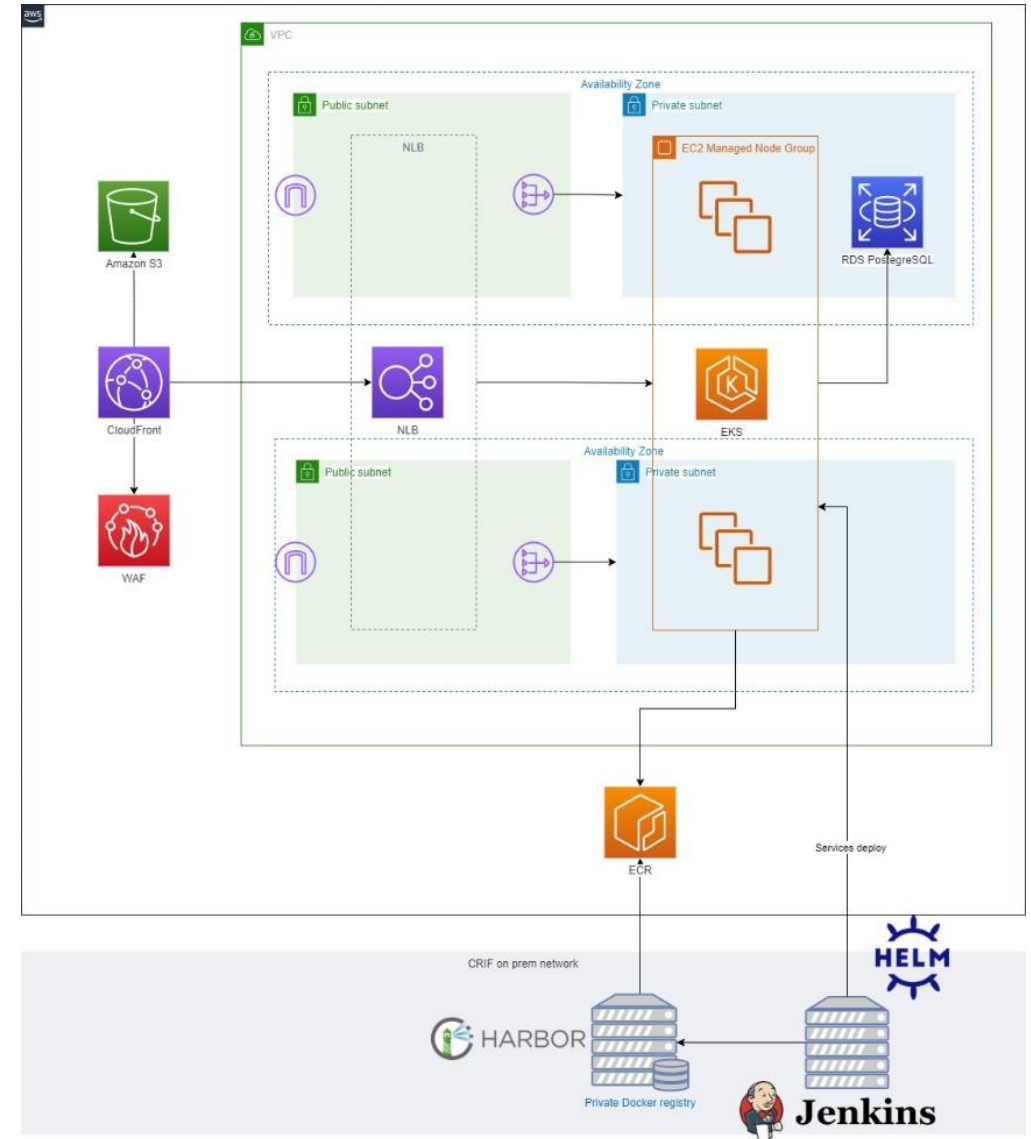 aws
VPC
Availability Zone
Public subnet
Private subnet
NLB
EC2 Managed Node Group
Amazon S3
RDS PostegreSQL
CloudFront
NLB
EKS
Availability Zone
Public subnet
Private subnet
WAF
Services deploy
ECR
CRIF on prem network
HELM
HARBOR
Private Docker registry
Jenkins